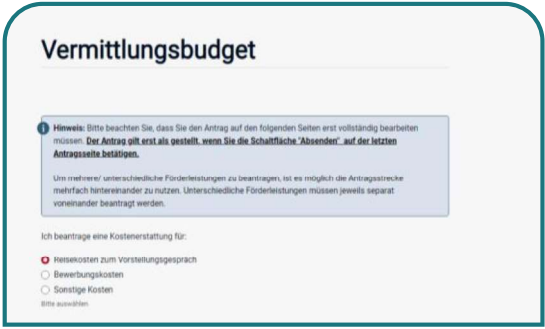 Vermittlungsbudget
Hinweis: Bitte beachten Sie, dass Sie den Antrag auf den folgenden Seiten erst vollständig bearbeiten
müssen. Der Antrag gilt erst als gestellt, wenn Sie die Schaltfläche "Absenden" auf der letzten
Antragsseite betätigen.
Um mehrere/ unterschiedliche Förderleistungen zu beantragen, ist es möglich die Antragsstrecke
mehrfach hintereinander zu nutzen. Unterschiedliche Förderleistungen müssen jeweils separat
voneinander beantragt werden.
Ich beantrage eine Kostenerstattung für:
Reisekosten zum Vorstellungsgespräch
Bewerbungskosten
Sonstige Kosten
Bitte auswählen